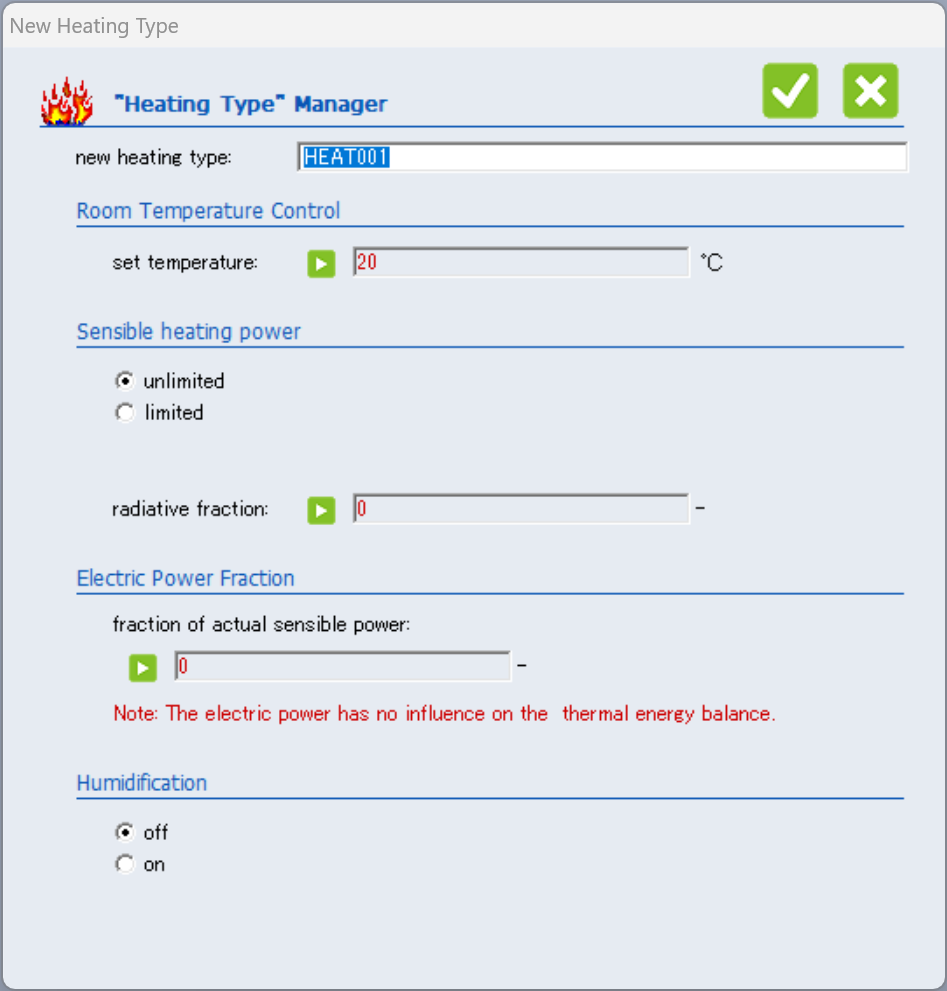 New Heating Type
"Heating Type" Manager
new heating type: HEAT001
Room Temperature Control
set temperature: 20 °C
Sensible heating power
unlimited
limited
radiative fraction: 0 -
Electric Power Fraction
fraction of actual sensible power:
0 -
Note: The electric power has no influence on the  thermal energy balance.
Humidification
off
on